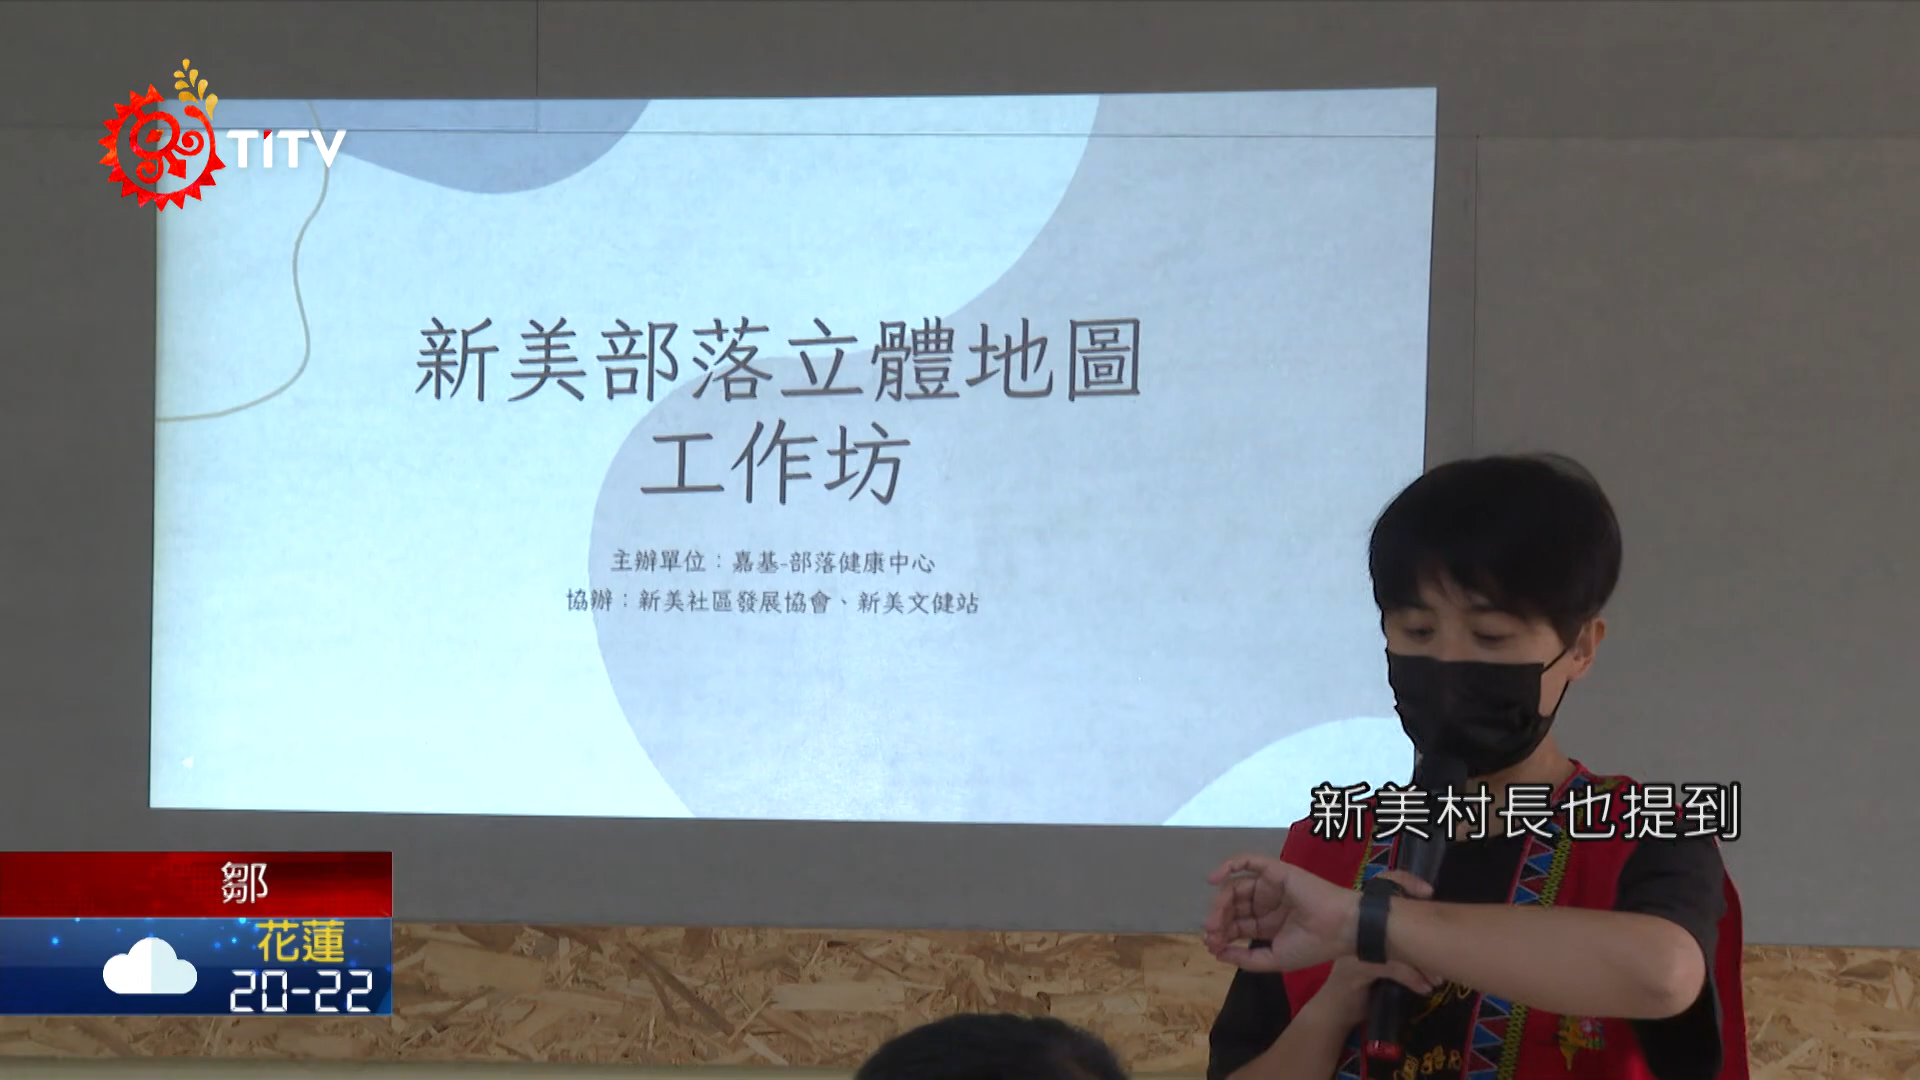 TiTV
新美部落立體地圖
工作坊
主辦單位：嘉基-部落健康中心
協辦：新美社區發展協會、新美文健站
新美村長也提到
鄒
花蓮
20-22